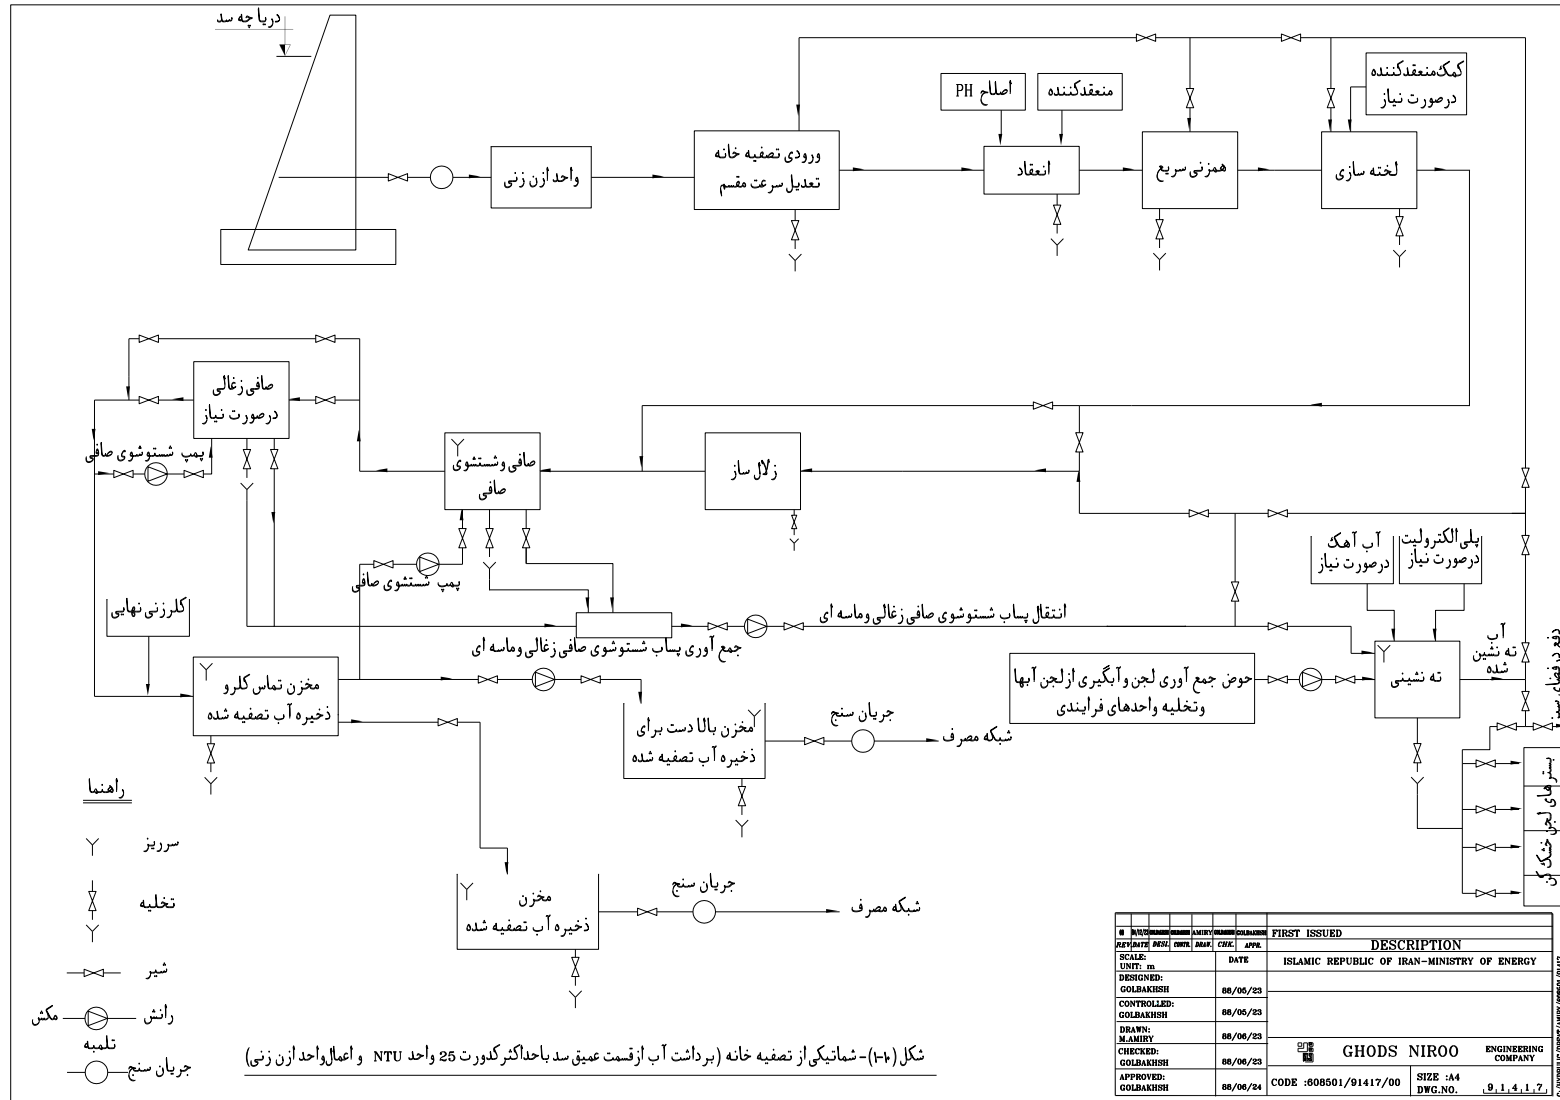 دریا چه سد
واحد ازن زنی
ورودی تصفیه خانه
تعدیل سرعت مقسم
اصلاح PH
منعقدکننده
انعقاد
همزنی سریع
کمک منعقدکننده
درصورت نیاز
لخته سازی
صافی زغالی
درصورت نیاز
پمپ شستوشوی صافی
صافی وشستشوی
صافی
زلال ساز
پمپ شستشوی صافی
آب آهک
درصورت نیاز
پلی الکترولیت
درصورت نیاز
کلرزنی نهایی
انتقال پساب شستوشوی صافی زغالی وماسه ای
جمع آوری پساب شستوشوی صافی زغالی وماسه ای
مخزن تماس کلر و
ذخیره آب تصفیه شده
حوض جمع آوری لجن وآبگیری ازلجن آبها
وتخلیه واحدهای فرایندی
ته نشینی
آب
ته نشین
شده
مخزن بالا دست برای
ذخیره آب تصفیه شده
جریان سنج
شبکه مصرف
بسترهای لجن خشک کن
مخزن
ذخیره آب تصفیه شده
جریان سنج
شبکه مصرف
راهنما
سرریز
تخلیه
شیر
مکش
رانش
تلمبه
جریان سنج
شکل (۱-۱۰)- شماتیکی از تصفیه خانه (برداشت آب ازقسمت عمیق سد باحداکثرکدورت 25 واحد NTU و اعمال واحد ازن زنی)
AMIRY
FIRST ISSUED
REV. DATE DESI. CONTR. DRAW. CHK. APPR.
DESCRIPTION
SCALE:
UNIT: m
DATE
ISLAMIC REPUBLIC OF IRAN-MINISTRY OF ENERGY
DESIGNED:
GOLBAKHSH
88/05/23
CONTROLLED:
GOLBAKHSH
88/05/23
DRAWN:
M.AMIRY
88/06/23
CHECKED:
GOLBAKHSH
88/06/23
APPROVED:
GOLBAKHSH
88/06/24
GHODS NIROO
ENGINEERING
COMPANY
CODE :608501/91417/00
SIZE :A4
DWG.NO.
9,1,4,1,7,